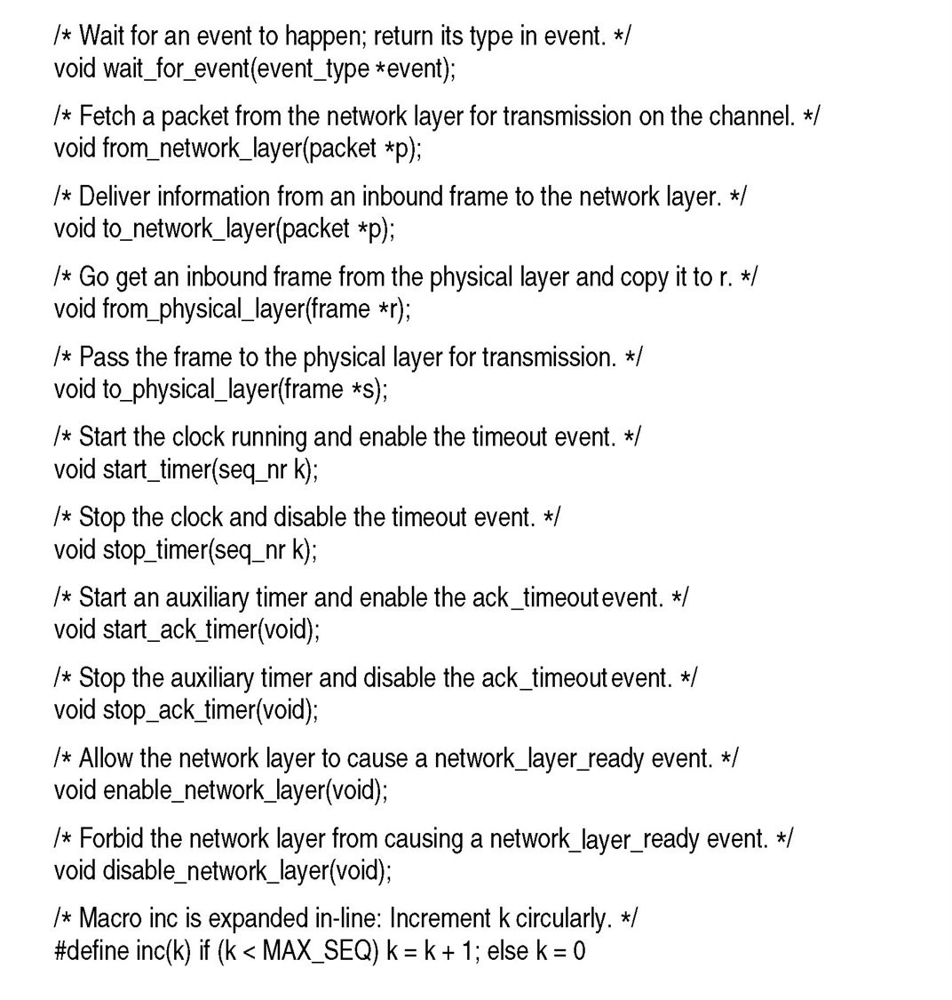 /* Wait for an event to happen; return its type in event. */
void wait_for_event(event_type *event);
/* Fetch a packet from the network layer for transmission on the channel. */
void from_network_layer(packet *p);
/* Deliver information from an inbound frame to the network layer. */
void to_network_layer(packet *p);
/* Go get an inbound frame from the physical layer and copy it to r. */
void from_physical_layer(frame *r);
/* Pass the frame to the physical layer for transmission. */
void to_physical_layer(frame *s);
/* Start the clock running and enable the timeout event. */
void start_timer(seq_nr k);
/* Stop the clock and disable the timeout event. */
void stop_timer(seq_nr k);
/* Start an auxiliary timer and enable the ack_timeout event. */
void start_ack_timer(void);
/* Stop the auxiliary timer and disable the ack_timeout event. */
void stop_ack_timer(void);
/* Allow the network layer to cause a network_layer_ready event. */
void enable_network_layer(void);
/* Forbid the network layer from causing a network_layer_ready event. */
void disable_network_layer(void);
/* Macro inc is expanded in-line: Increment k circularly. */
#define inc(k) if (k < MAX_SEQ) k = k + 1; else k = 0